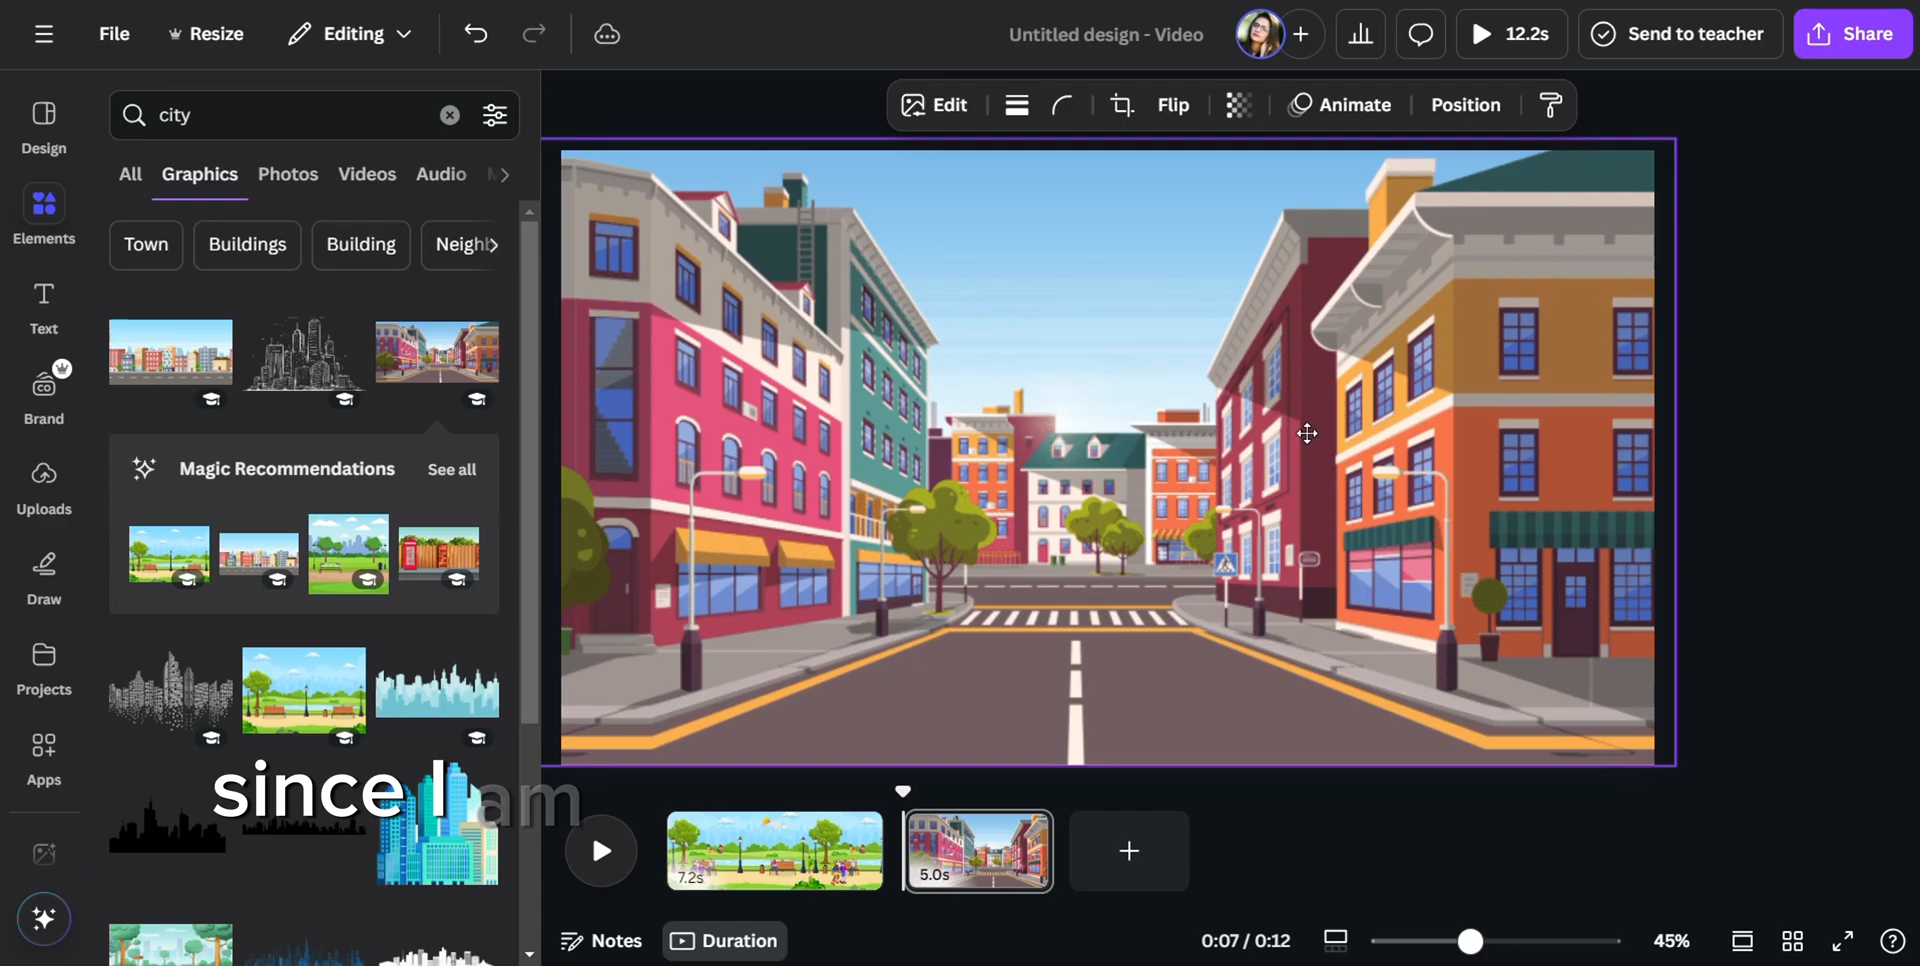 File
Resize
Editing
Untitled design - Video
12.2s
Send to teacher
Share
Design
Elements
Text
Brand
Uploads
Draw
Projects
Apps
city
All
Graphics
Photos
Videos
Audio
Town
Buildings
Building
Magic Recommendations
See all
Edit
Flip
Animate
Position
since I am
7.2s
5.0s
Notes
Duration
0:07 / 0:12
45%